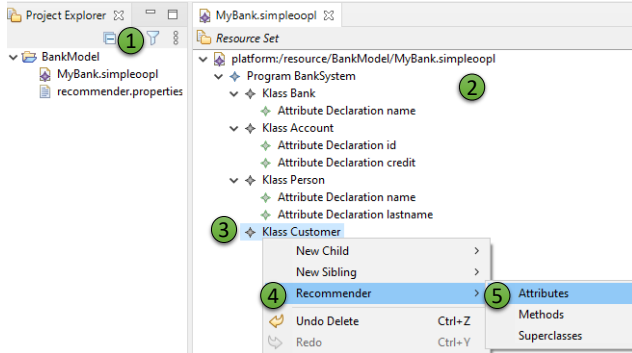 Project Explorer
1
BankModel
MyBank.simpleoopl
recommender.properties
MyBank.simpleoopl
Resource Set
platform:/resource/BankModel/MyBank.simpleoopl
Program BankSystem
2
Klass Bank
Attribute Declaration name
Klass Account
Attribute Declaration id
Attribute Declaration credit
Klass Person
Attribute Declaration name
Attribute Declaration lastname
3 Klass Customer
New Child
New Sibling
4 Recommender
5 Attributes
Methods
Superclasses
Undo Delete Ctrl+Z
Redo Ctrl+Y